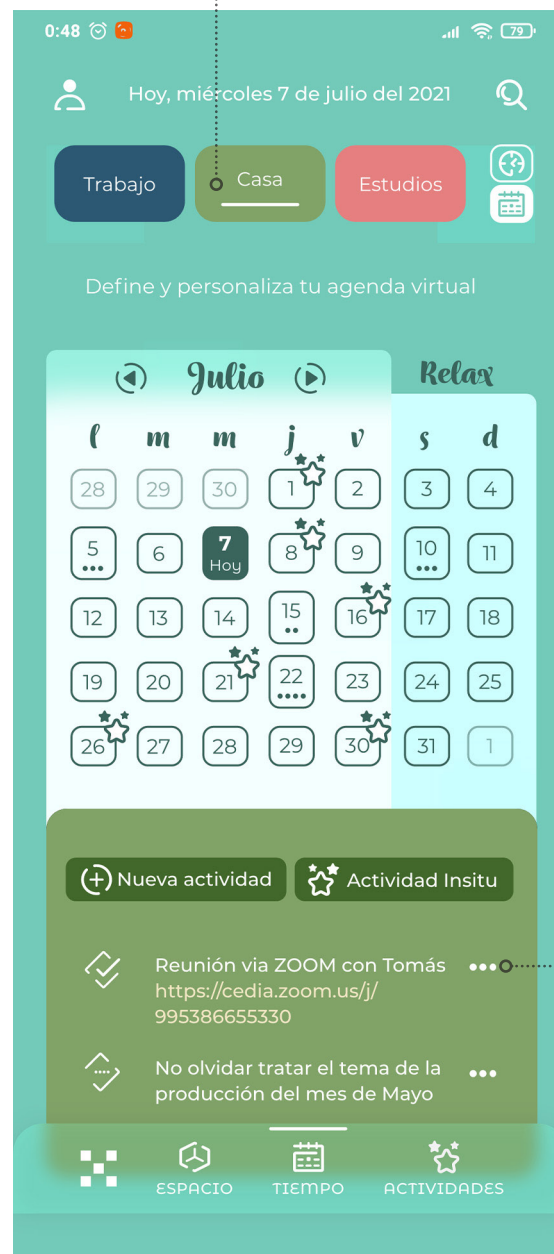 0:48
79
Hoy, miércoles 7 de julio del 2021
Trabajo
Casa
Estudios
Define y personaliza tu agenda virtual
Julio
Relax
l m m j v s d
28 29 30 1 2 3 4
5 6 7 8 9 10 11
Hoy
12 13 14 15 16 17 18
19 20 21 22 23 24 25
26 27 28 29 30 31 1
Nueva actividad
Actividad Insitu
Reunión via ZOOM con Tomás
https://cedia.zoom.us/j/
995386655330
No olvidar tratar el tema de la
producción del mes de Mayo
ESPACIO
TIEMPO
ACTIVIDADES